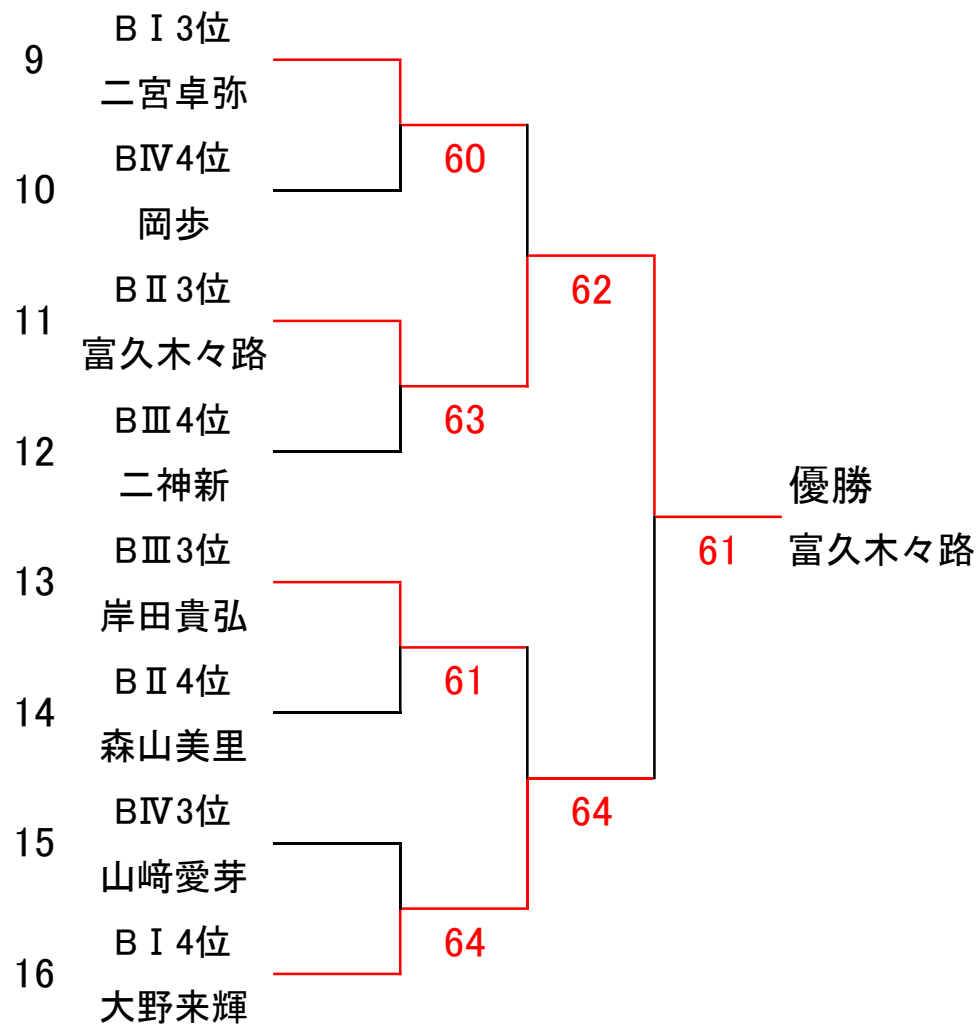 9
BⅠ3位
二宮卓弥
10
BⅣ4位
岡歩
60
11
BⅡ3位
富久木々路
12
BⅢ4位
二神新
63
62
13
BⅢ3位
岸田貴弘
14
BⅡ4位
森山美里
61
15
BⅣ3位
山﨑愛芽
16
BⅠ4位
大野来輝
64
64
61
優勝
富久木々路